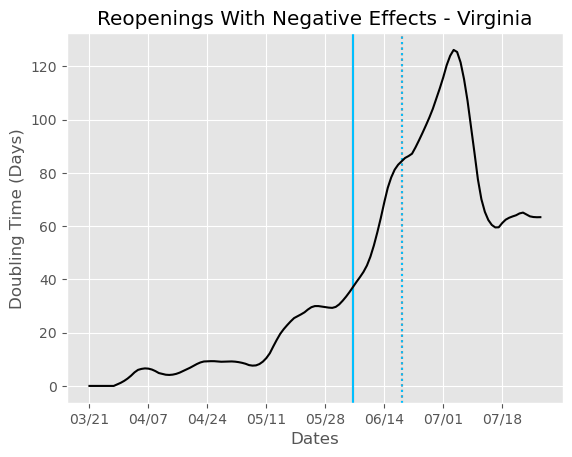 Reopenings With Negative Effects - Virginia
Doubling Time (Days)
120
100
80
60
40
20
0
03/21 04/07 04/24 05/11 05/28 06/14 07/01 07/18
Dates